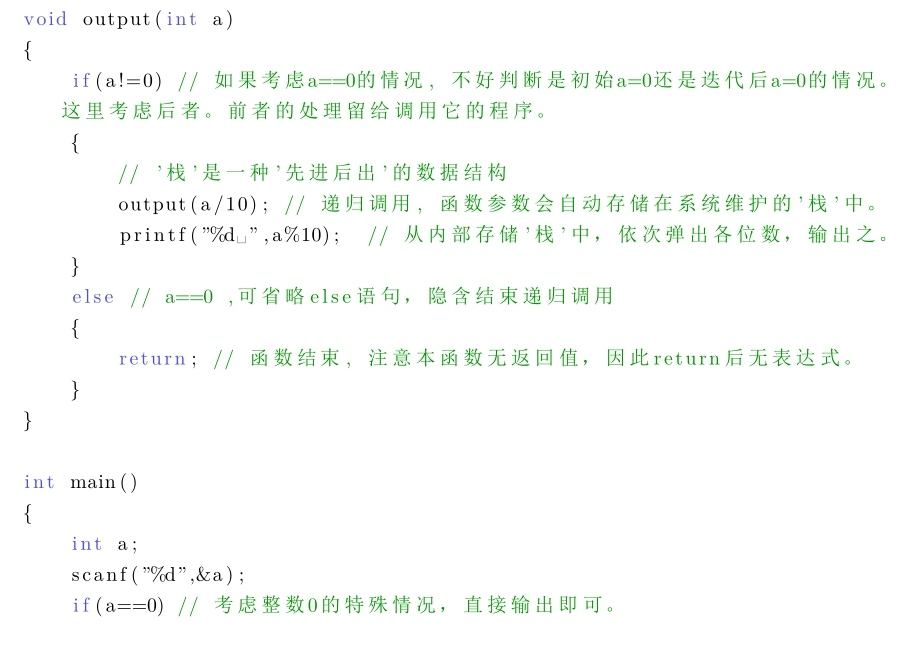 void output(int a)
{
if(a!=0) // 如果考虑a==0的情况, 不好判断是初始a=0还是迭代后a=0的情况。
这里考虑后者。前者的处理留给调用它的程序。
{
// '栈'是一种'先进后出'的数据结构
output(a/10); // 递归调用, 函数参数会自动存储在系统维护的'栈'中。
printf("%d␣",a%10); // 从内部存储'栈'中，依次弹出各位数，输出之。
}
else // a==0 ,可省略else语句，隐含结束递归调用
{
return; // 函数结束, 注意本函数无返回值，因此return后无表达式。
}
}
int main()
{
int a;
scanf("%d",&a);
if(a==0) // 考虑整数0的特殊情况，直接输出即可。